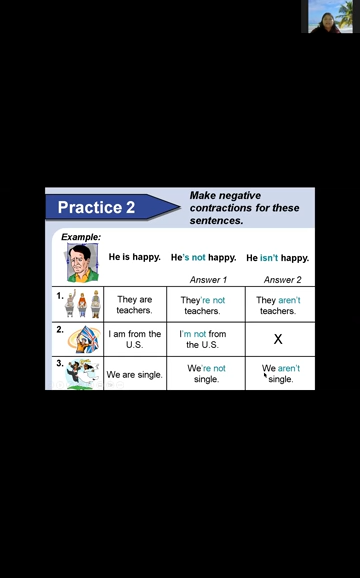 Practice 2
Make negative
contractions for these
sentences.
Example:
He is happy.
He's not happy.
He isn't happy.
Answer 1
Answer 2
1.
They are
teachers.
They're not
teachers.
They aren't
teachers.
2.
I am from the
U.S.
I'm not from
the U.S.
X
3.
We are single.
We're not
single.
We aren't
single.